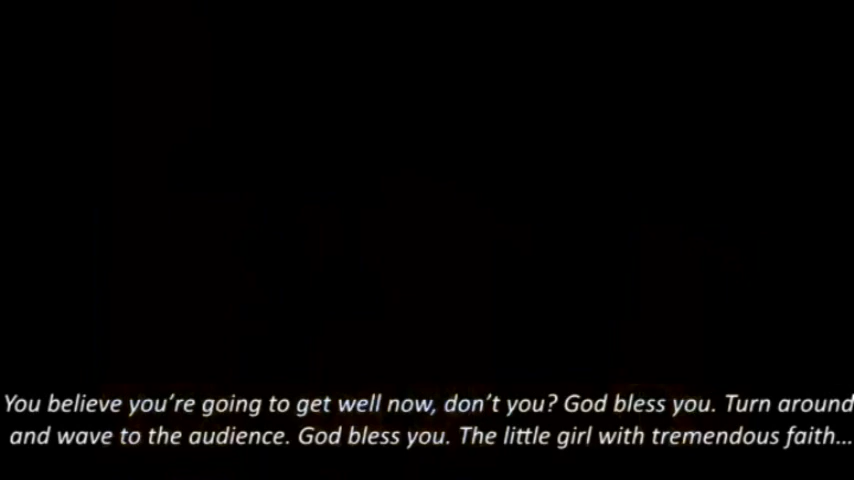 You believe you're going to get well now, don't you? God bless you. Turn around
and wave to the audience. God bless you. The little girl with tremendous faith...